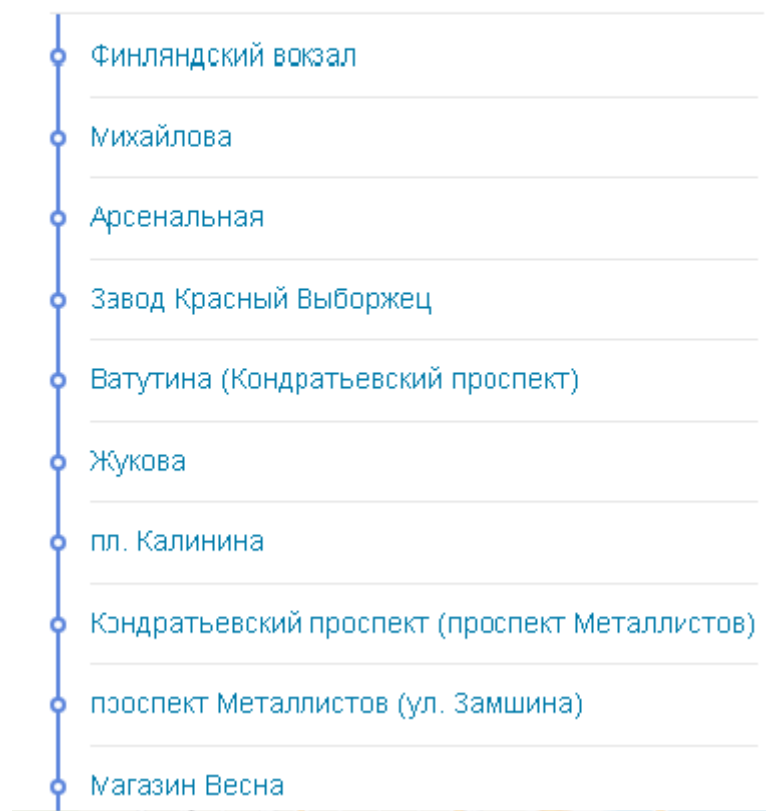 Финляндский вокзал
Михайлова
Арсенальная
Завод Красный Выборжец
Ватутина (Кондратьевский проспект)
Жукова
пл. Калинина
Кондратьевский проспект (проспект Металлистов)
проспект Металлистов (ул. Замшина)
Магазин Весна